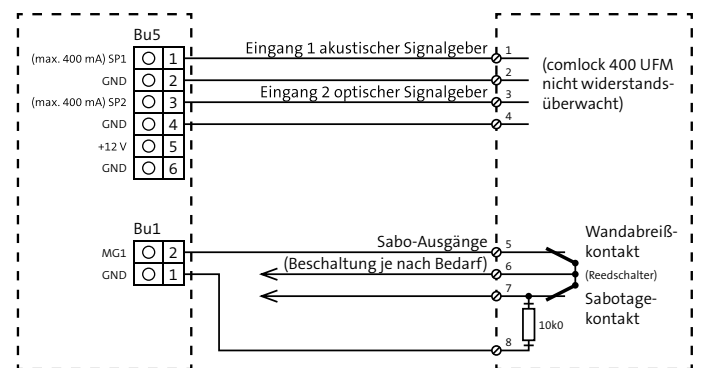 Bu5
(max. 400 mA) SP1 1 Eingang 1 akustischer Signalgeber 1
GND 2 2
(max. 400 mA) SP2 3 Eingang 2 optischer Signalgeber 3
GND 4 4
+12 V 5
GND 6
(comlock 400 UFM
nicht widerstands-
überwacht)
Bu1
MG1 2 Sabo-Ausgänge 5
GND 1 (Beschaltung je nach Bedarf) 6
7
8
Wandabreiß-
kontakt
(Reedschalter)
Sabotage-
kontakt
10k0